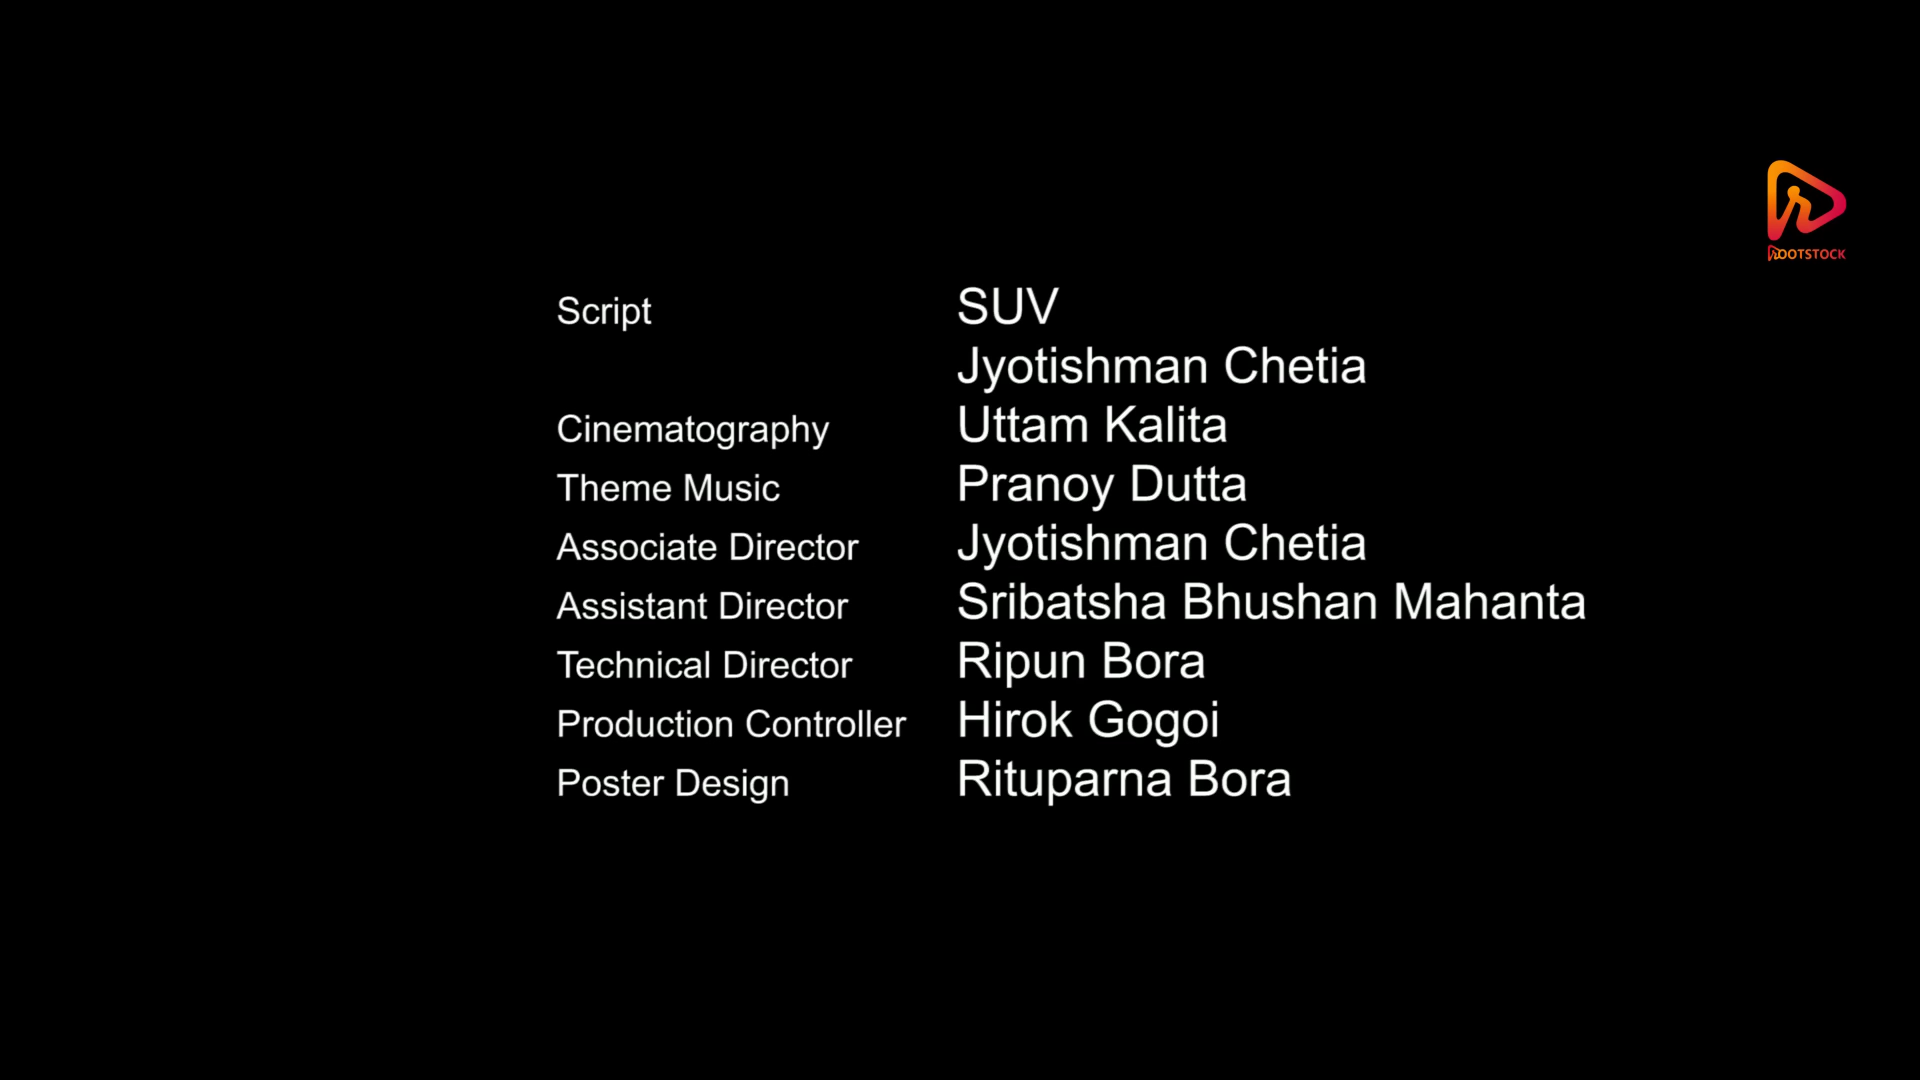 ROOTSTOCK
Script SUV
Jyotishman Chetia
Cinematography Uttam Kalita
Theme Music Pranoy Dutta
Associate Director Jyotishman Chetia
Assistant Director Sribatsha Bhushan Mahanta
Technical Director Ripun Bora
Production Controller Hirok Gogoi
Poster Design Rituparna Bora